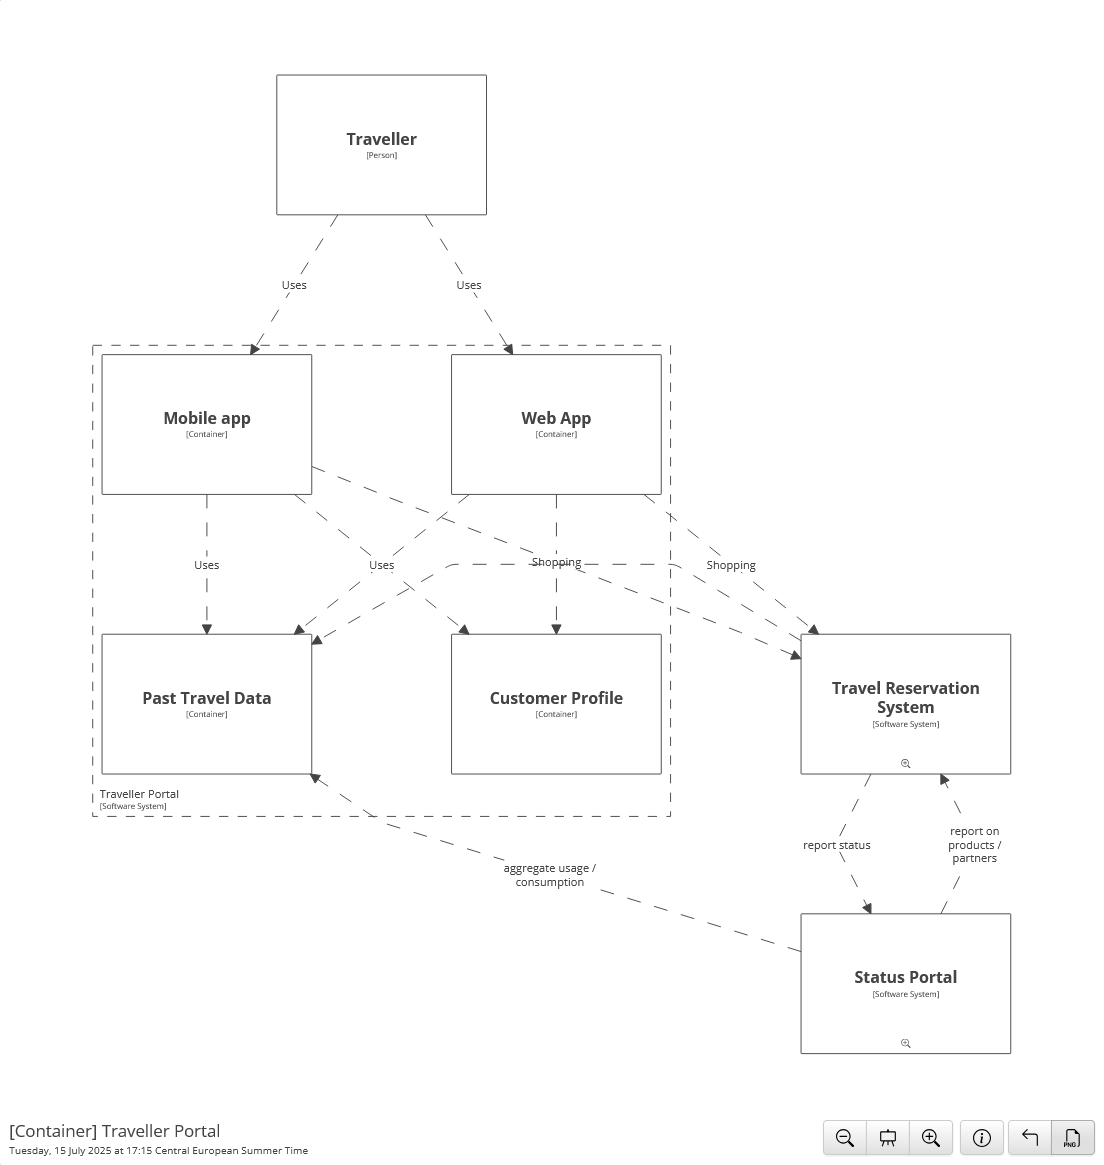 Traveller
[Person]
Uses
Uses
Mobile app
[Container]
Web App
[Container]
Uses
Uses
Shopping
Shopping
Past Travel Data
[Container]
Customer Profile
[Container]
Travel Reservation
System
[Software System]
Traveller Portal
[Software System]
report status
report on
products /
partners
aggregate usage /
consumption
Status Portal
[Software System]
[Container] Traveller Portal
Tuesday, 15 July 2025 at 17:15 Central European Summer Time
PNG